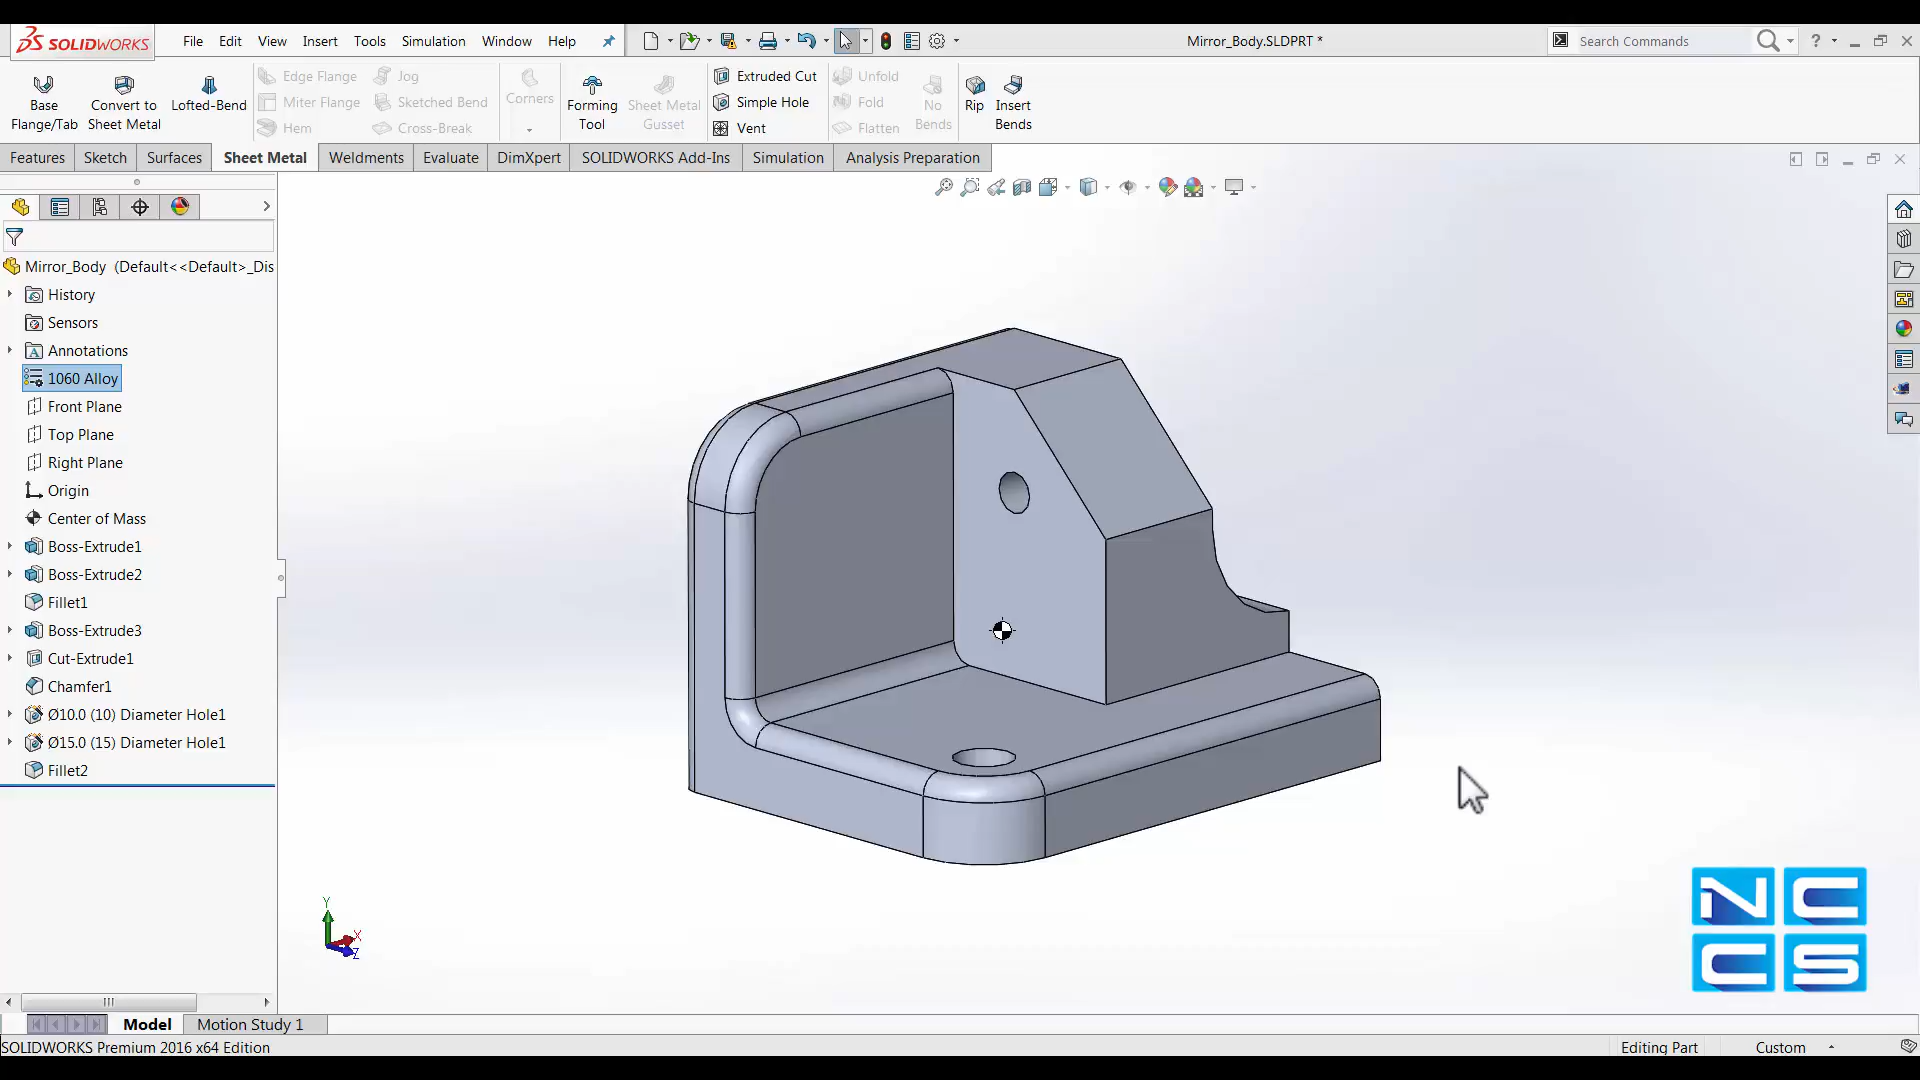 SOLIDWORKS File Edit View Insert Tools Simulation Window Help Mirror_Body.SLDPRT * Search Commands ?
Base Flange/Tab
Convert to Sheet Metal
Lofted-Bend
Edge Flange
Miter Flange
Hem
Jog
Sketched Bend
Cross-Break
Corners
Forming Tool
Sheet Metal Gusset
Extruded Cut
Simple Hole
Vent
Unfold
Fold
Flatten
No Bends
Rip
Insert Bends
Features Sketch Surfaces Sheet Metal Weldments Evaluate DimXpert SOLIDWORKS Add-Ins Simulation Analysis Preparation
Mirror_Body (Default<<Default>_Dis
History
Sensors
A Annotations
1060 Alloy
Front Plane
Top Plane
Right Plane
Origin
Center of Mass
Boss-Extrude1
Boss-Extrude2
Fillet1
Boss-Extrude3
Cut-Extrude1
Chamfer1
Ø10.0 (10) Diameter Hole1
Ø15.0 (15) Diameter Hole1
Fillet2
Y
X
Z
NC
CS
Model Motion Study 1
SOLIDWORKS Premium 2016 x64 Edition Editing Part Custom